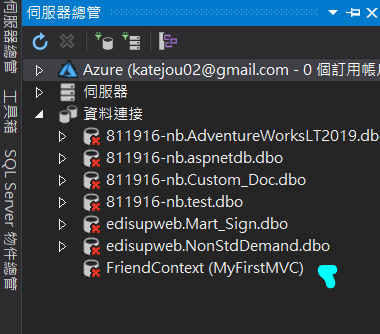 伺服器總管
Azure (katejou02@gmail.com - 0 個訂用帳
伺服器
資料連接
811916-nb.AdventureWorksLT2019.dbo
811916-nb.aspnetdb.dbo
811916-nb.Custom_Doc.dbo
811916-nb.test.dbo
edisupweb.Mart_Sign.dbo
edisupweb.NonStdDemand.dbo
FriendContext (MyFirstMVC)
伺服器總管
工具箱
SQL Server 物件總管